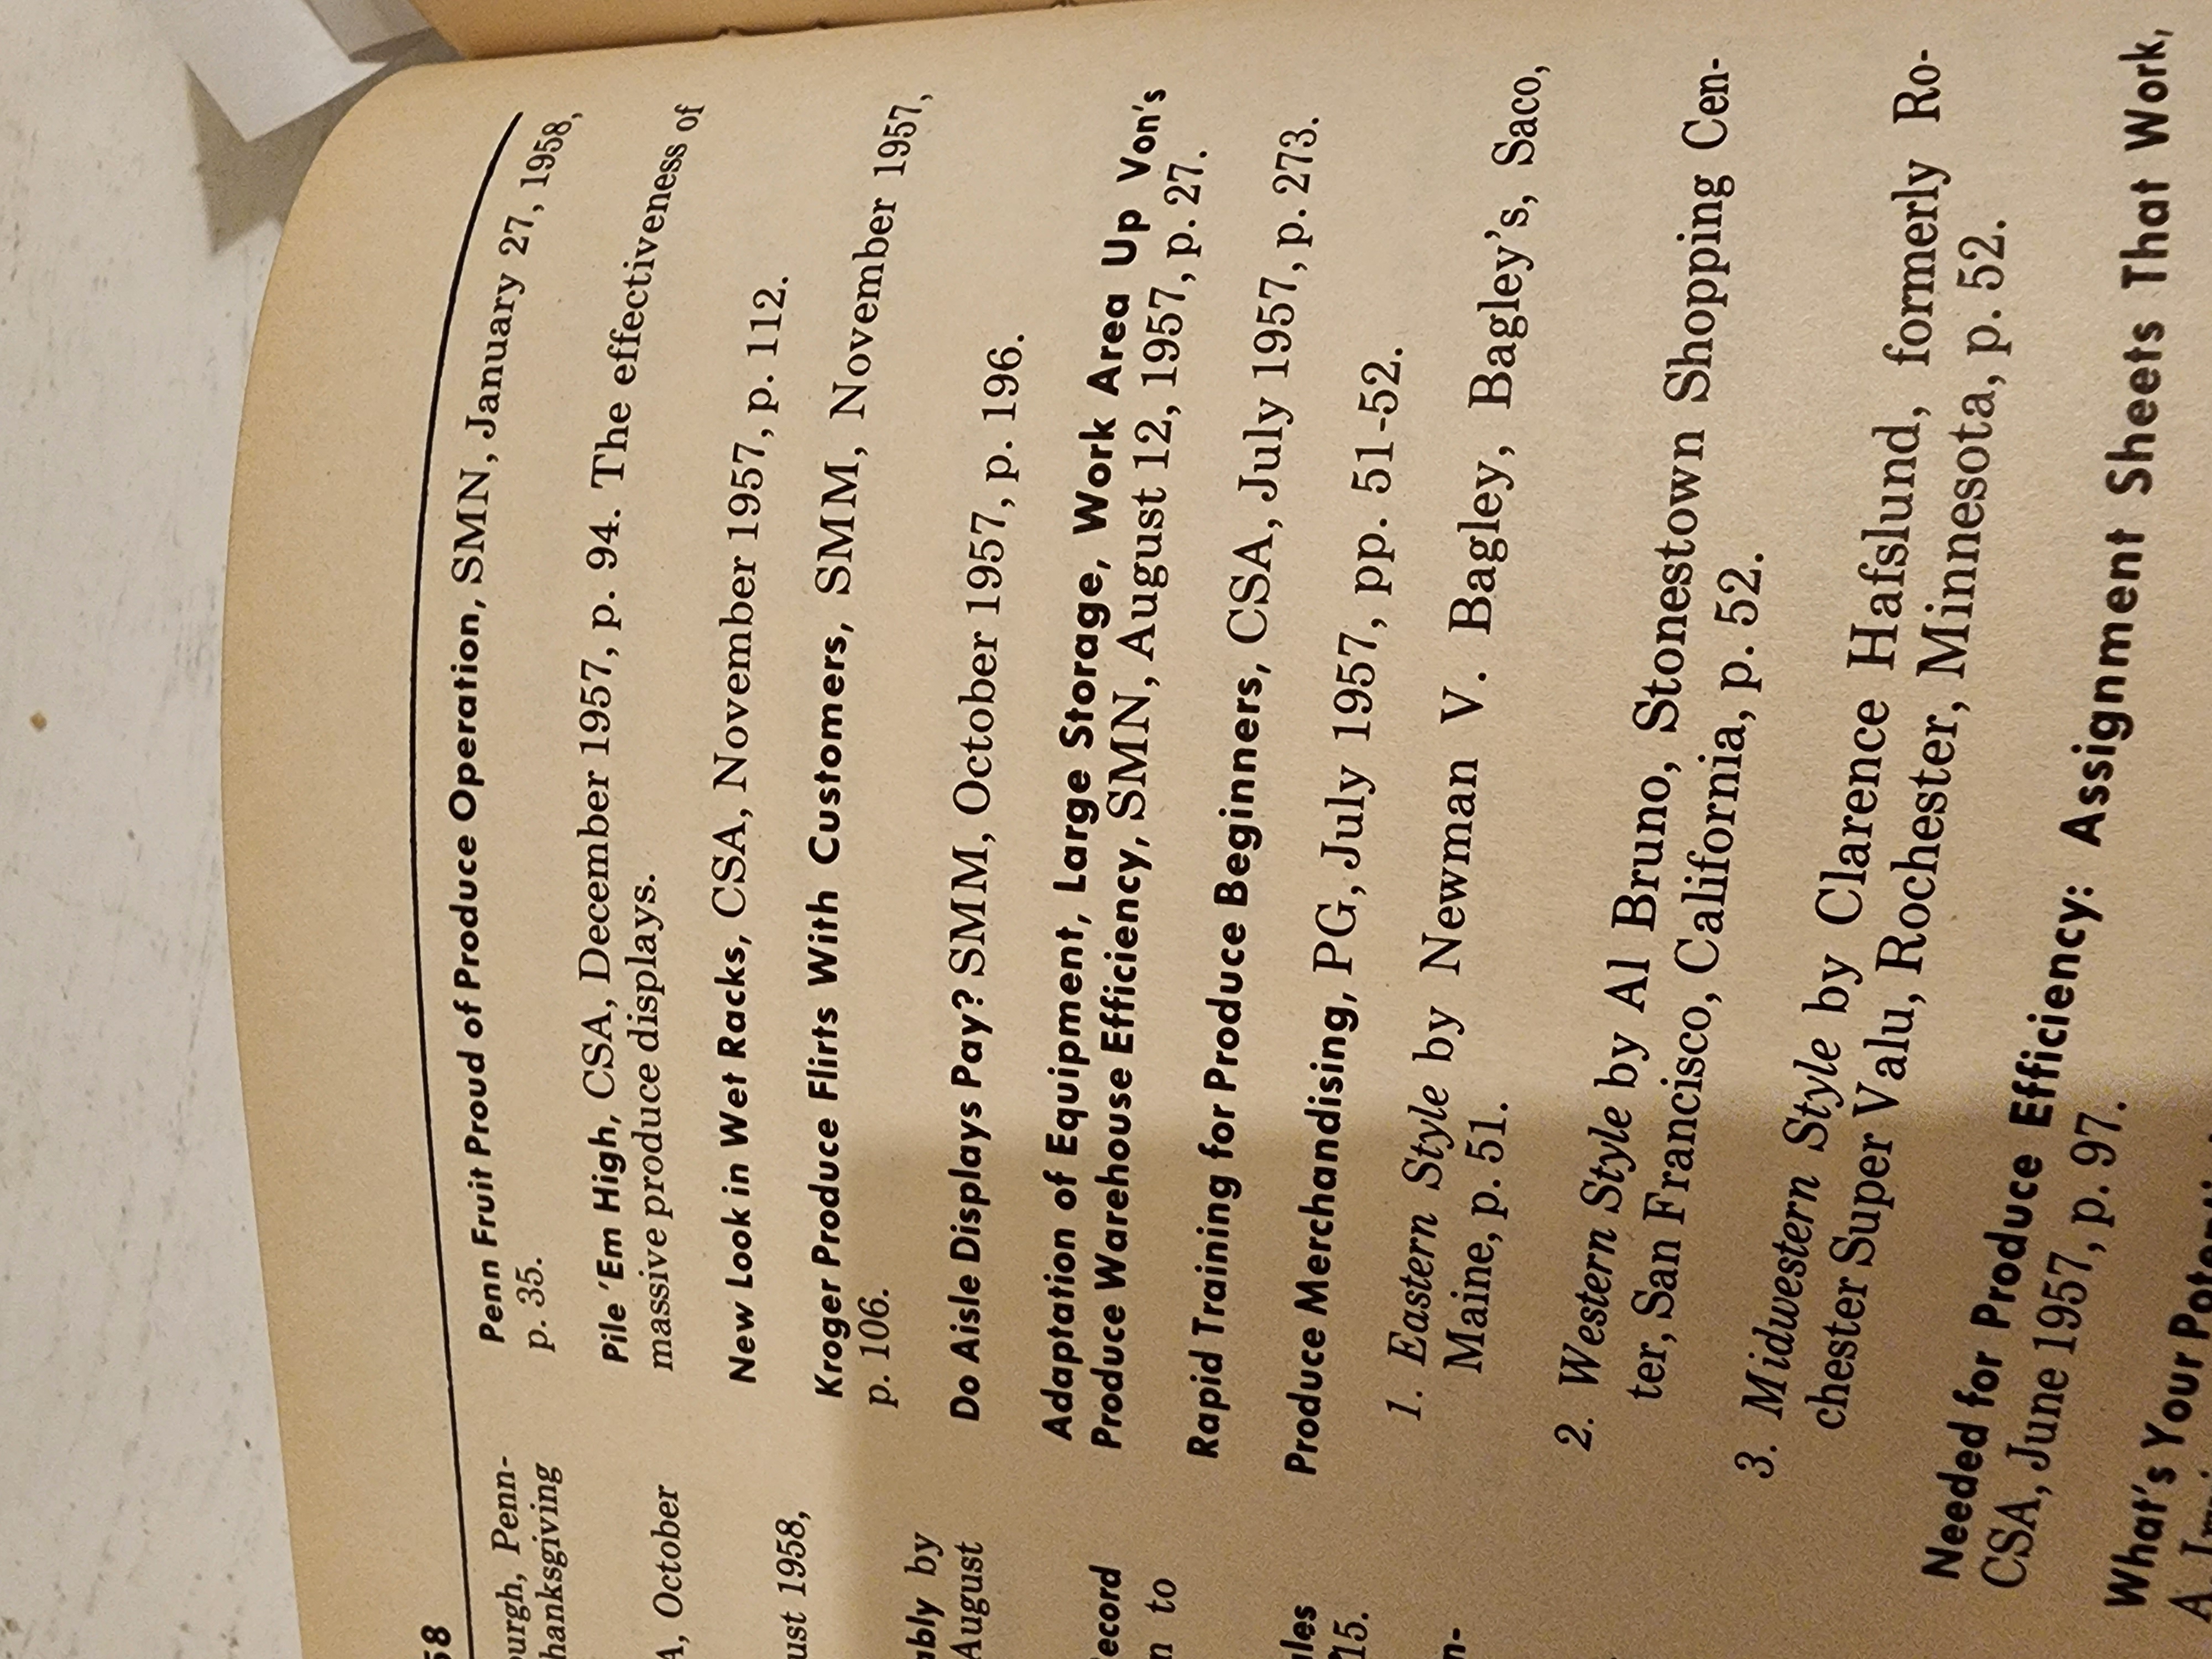 58
ourgh, Penn-
hanksgiving
A, October
ust 1958,
ably by
August
Record
n to
ales
15.
n-
Penn Fruit Proud of Produce Operation, SMN, January 27, 1958,
p. 35.
Pile 'Em High, CSA, December 1957, p. 94. The effectiveness of
massive produce displays.
New Look in Wet Racks, CSA, November 1957, p. 112.
Kroger Produce Flirts With Customers, SMM, November 1957,
p. 106.
Do Aisle Displays Pay? SMM, October 1957, p. 196.
Adaptation of Equipment, Large Storage, Work Area Up Von's
Produce Warehouse Efficiency, SMN, August 12, 1957, p. 27.
Rapid Training for Produce Beginners, CSA, July 1957, p. 273.
Produce Merchandising, PG, July 1957, pp. 51-52.
1. Eastern Style by Newman V. Bagley, Bagley's, Saco,
Maine, p. 51.
2. Western Style by Al Bruno, Stonestown Shopping Cen-
ter, San Francisco, California, p. 52.
3. Midwestern Style by Clarence Hafslund, formerly Ro-
chester Super Valu, Rochester, Minnesota, p. 52.
Needed for Produce Efficiency: Assignment Sheets That Work,
CSA, June 1957, p. 97.
What's Your